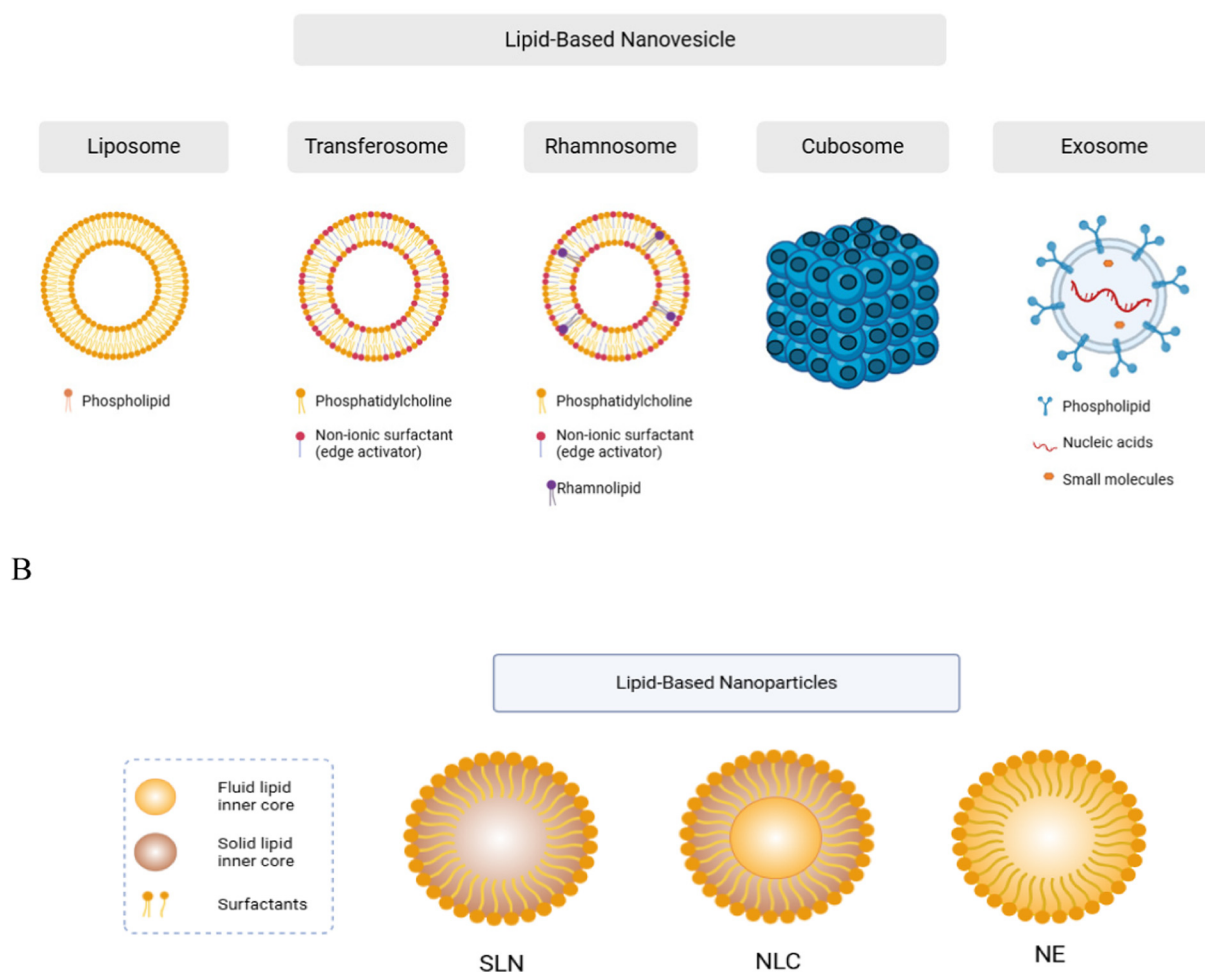 Lipid-Based Nanovesicle
Liposome
Transferosome
Rhamnosome
Cubosome
Exosome
Phospholipid
Phosphatidylcholine
Non-ionic surfactant
(edge activator)
Phosphatidylcholine
Non-ionic surfactant
(edge activator)
Rhamnolipid
Phospholipid
Nucleic acids
Small molecules
B
Lipid-Based Nanoparticles
Fluid lipid
inner core
Solid lipid
inner core
Surfactants
SLN
NLC
NE